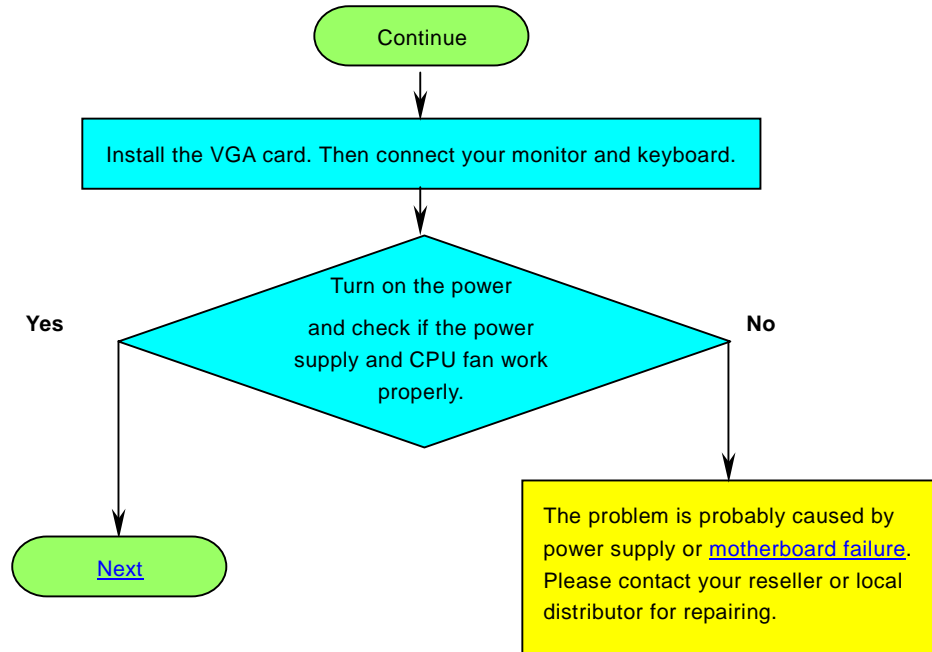 Continue
Install the VGA card. Then connect your monitor and keyboard.
Turn on the power
and check if the power
supply and CPU fan work
properly.
Yes
No
Next
The problem is probably caused by
power supply or motherboard failure.
Please contact your reseller or local
distributor for repairing.